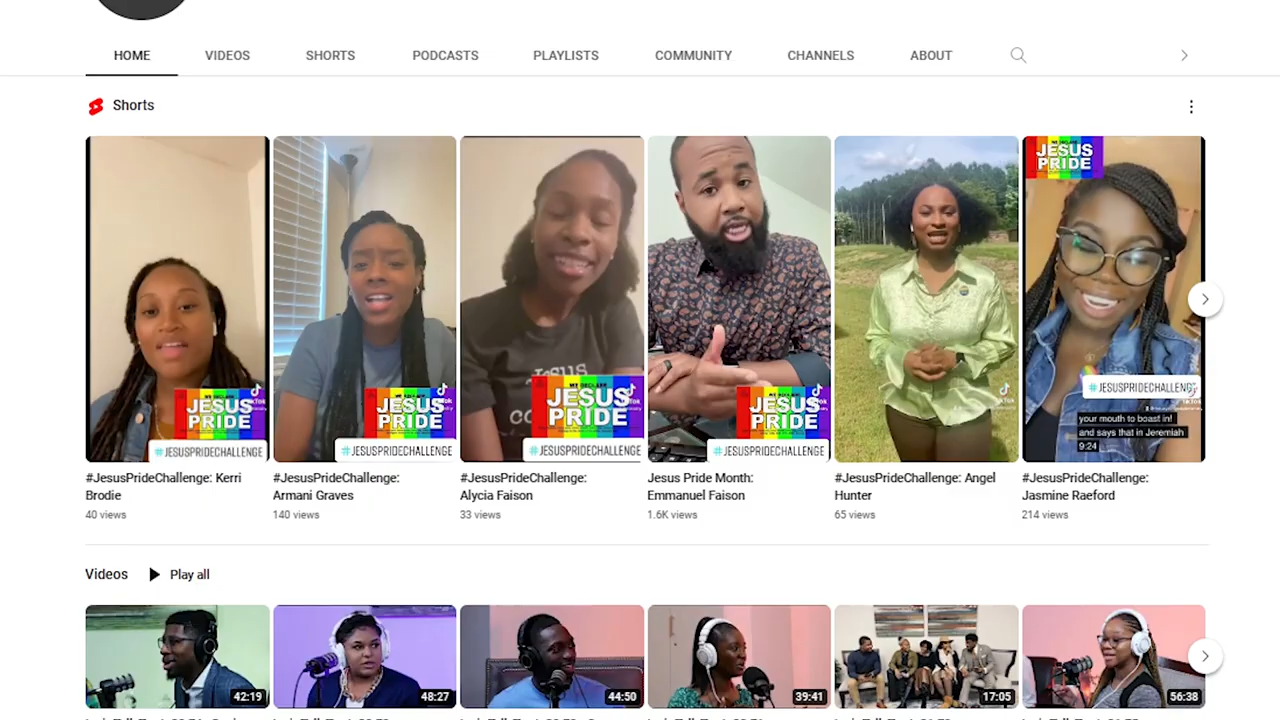 HOME VIDEOS SHORTS PODCASTS PLAYLISTS COMMUNITY CHANNELS ABOUT
Shorts
JESUS
PRIDE
#JESUSPRIDECHALLENGE
JESUS
PRIDE
#JESUSPRIDECHALLENGE
Jesus
JESUS
PRIDE
#JESUSPRIDECHALLENGE
JESUS
PRIDE
#JESUSPRIDECHALLENGE
JESUS
PRIDE
#JESUSPRIDECHALLENGE
your mouth to boast in!
and says that in Jeremiah
9:24
#JesusPrideChallenge: Kerri
Brodie
40 views
#JesusPrideChallenge:
Armani Graves
140 views
#JesusPrideChallenge:
Alycia Faison
33 views
Jesus Pride Month:
Emmanuel Faison
1.6K views
#JesusPrideChallenge: Angel
Hunter
65 views
#JesusPrideChallenge:
Jasmine Raeford
214 views
Videos Play all
42:19
48:27
44:50
39:41
17:05
56:38